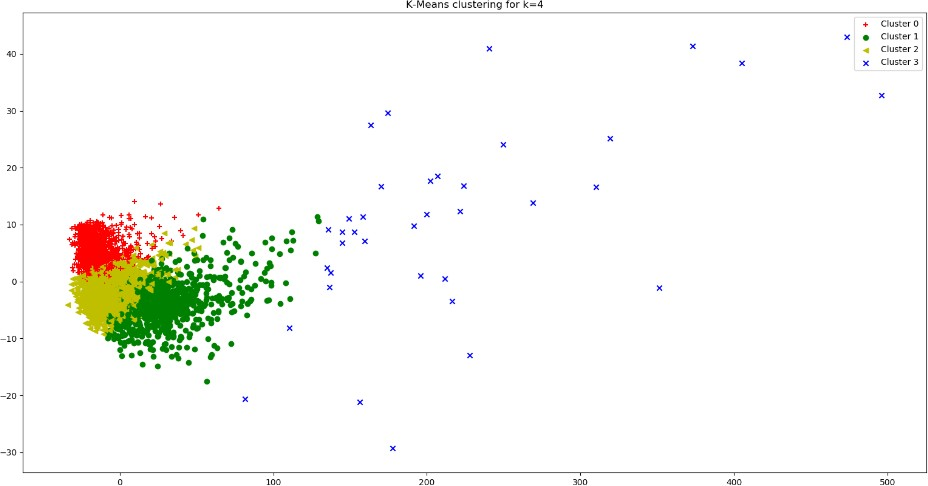 K-Means clustering for k=4
Cluster 0
Cluster 1
Cluster 2
Cluster 3
40
30
20
10
0
−10
−20
−30
0 100 200 300 400 500